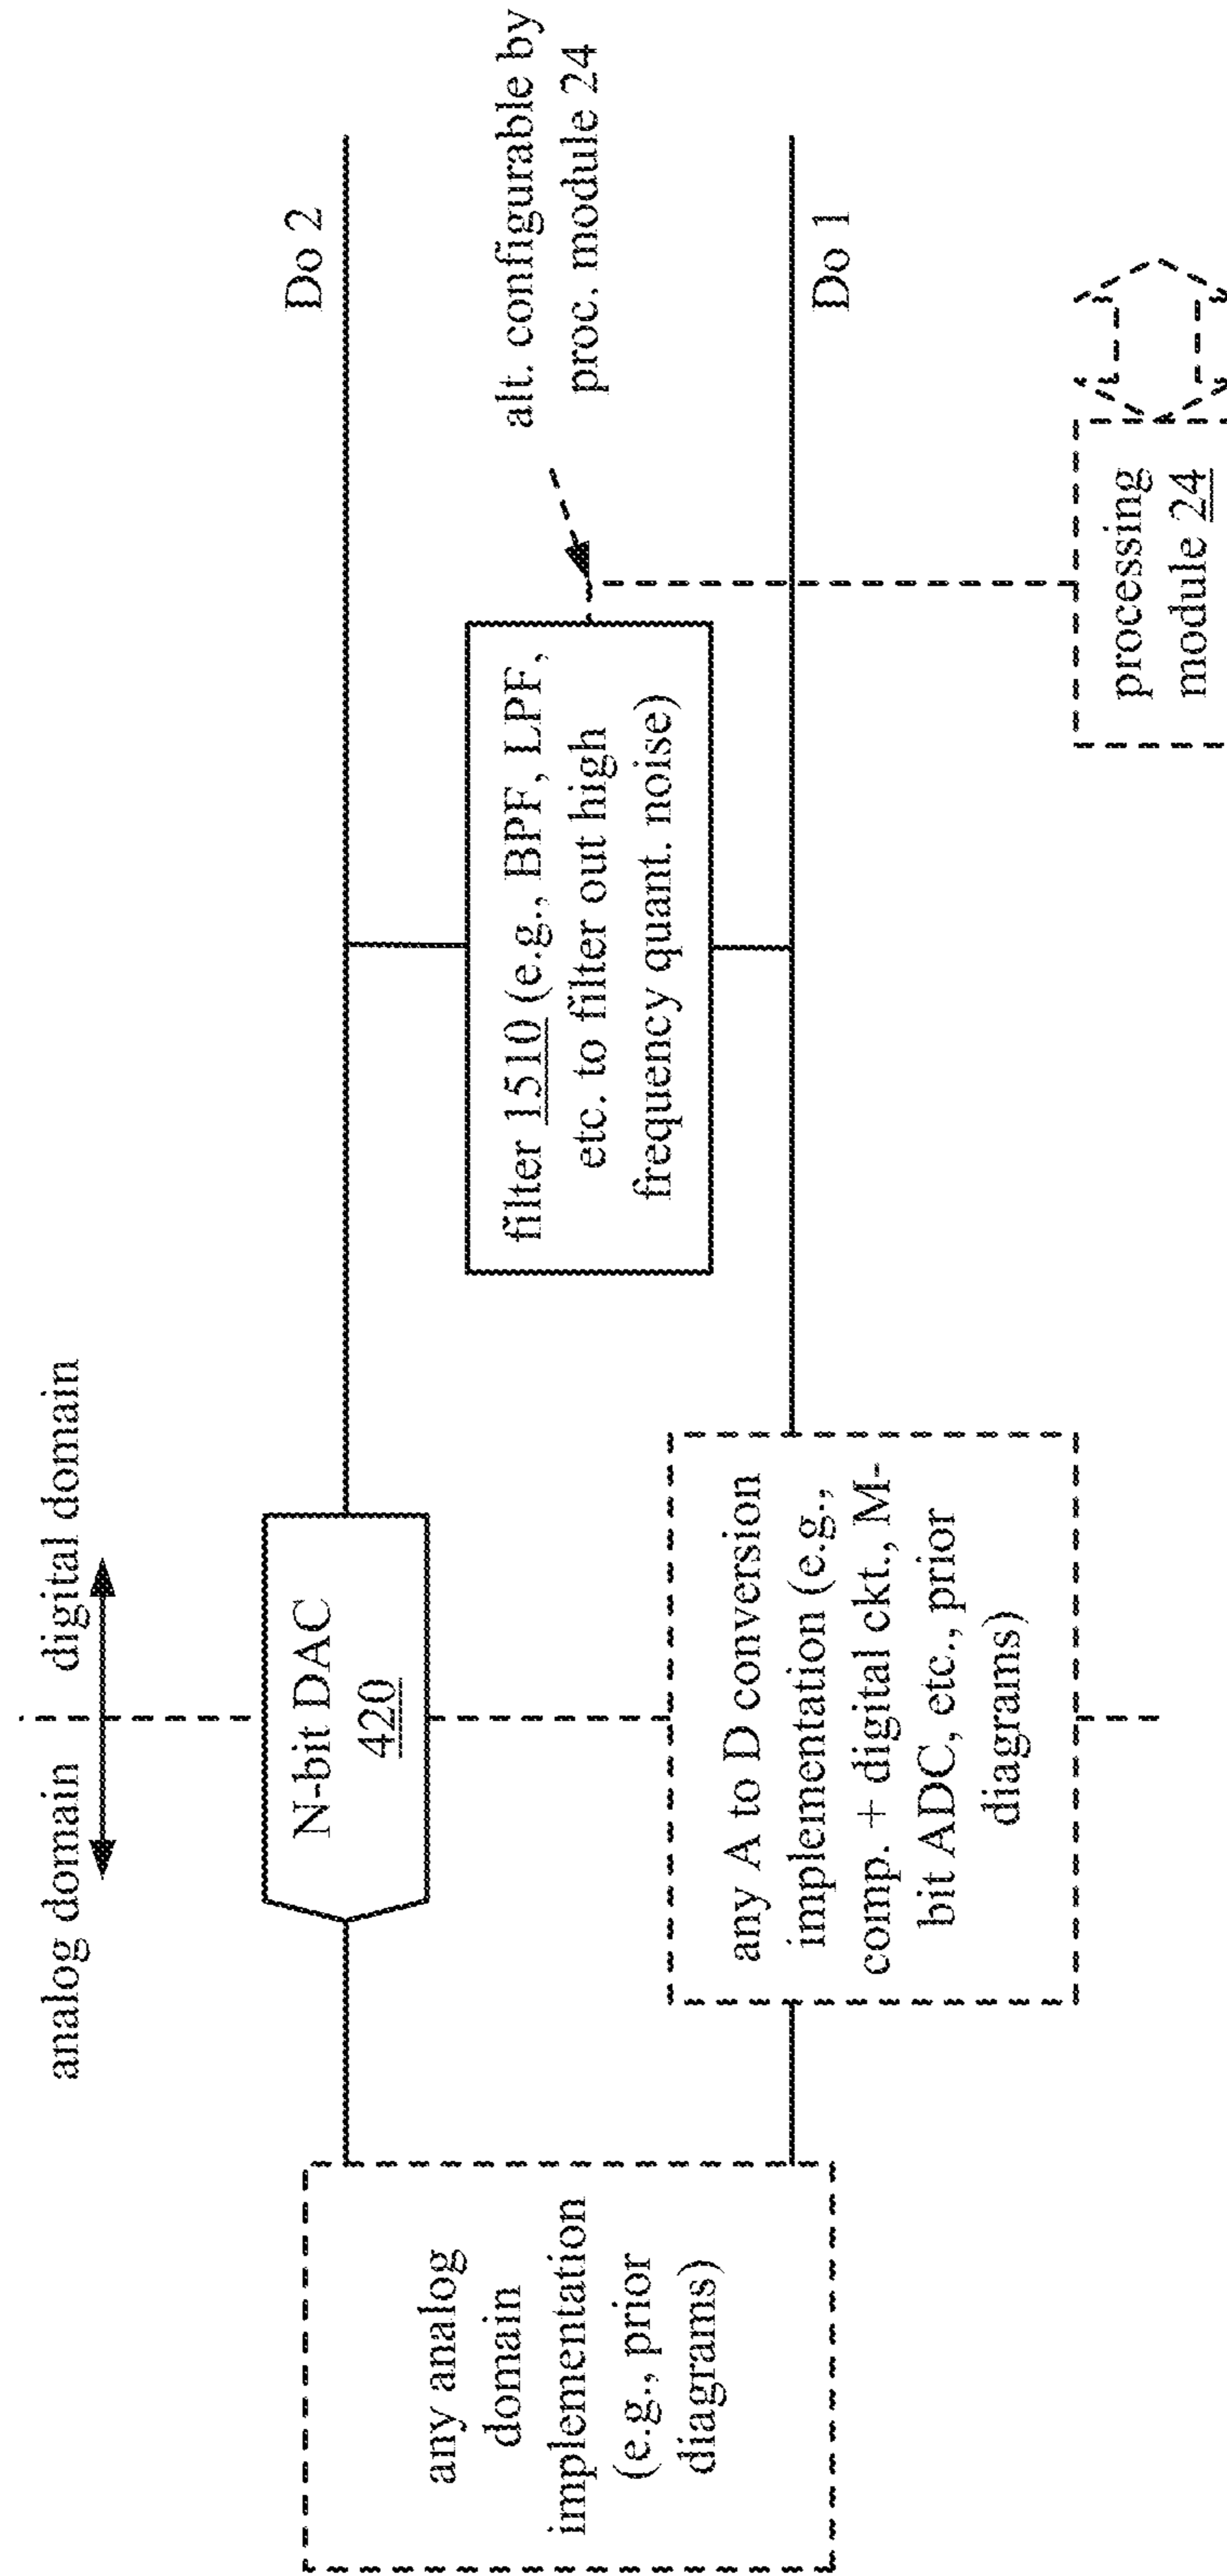 analog domain
digital domain
N-bit DAC
420
Do 2
any analog
domain
implementation
(e.g., prior
diagrams)
filter 1510 (e.g., BPF, LPF,
etc. to filter out high
frequency quant. noise)
alt. configurable by
proc. module 24
any A to D conversion
implementation (e.g.,
comp. + digital ckt., M-
bit ADC, etc., prior
diagrams)
Do 1
processing
module 24